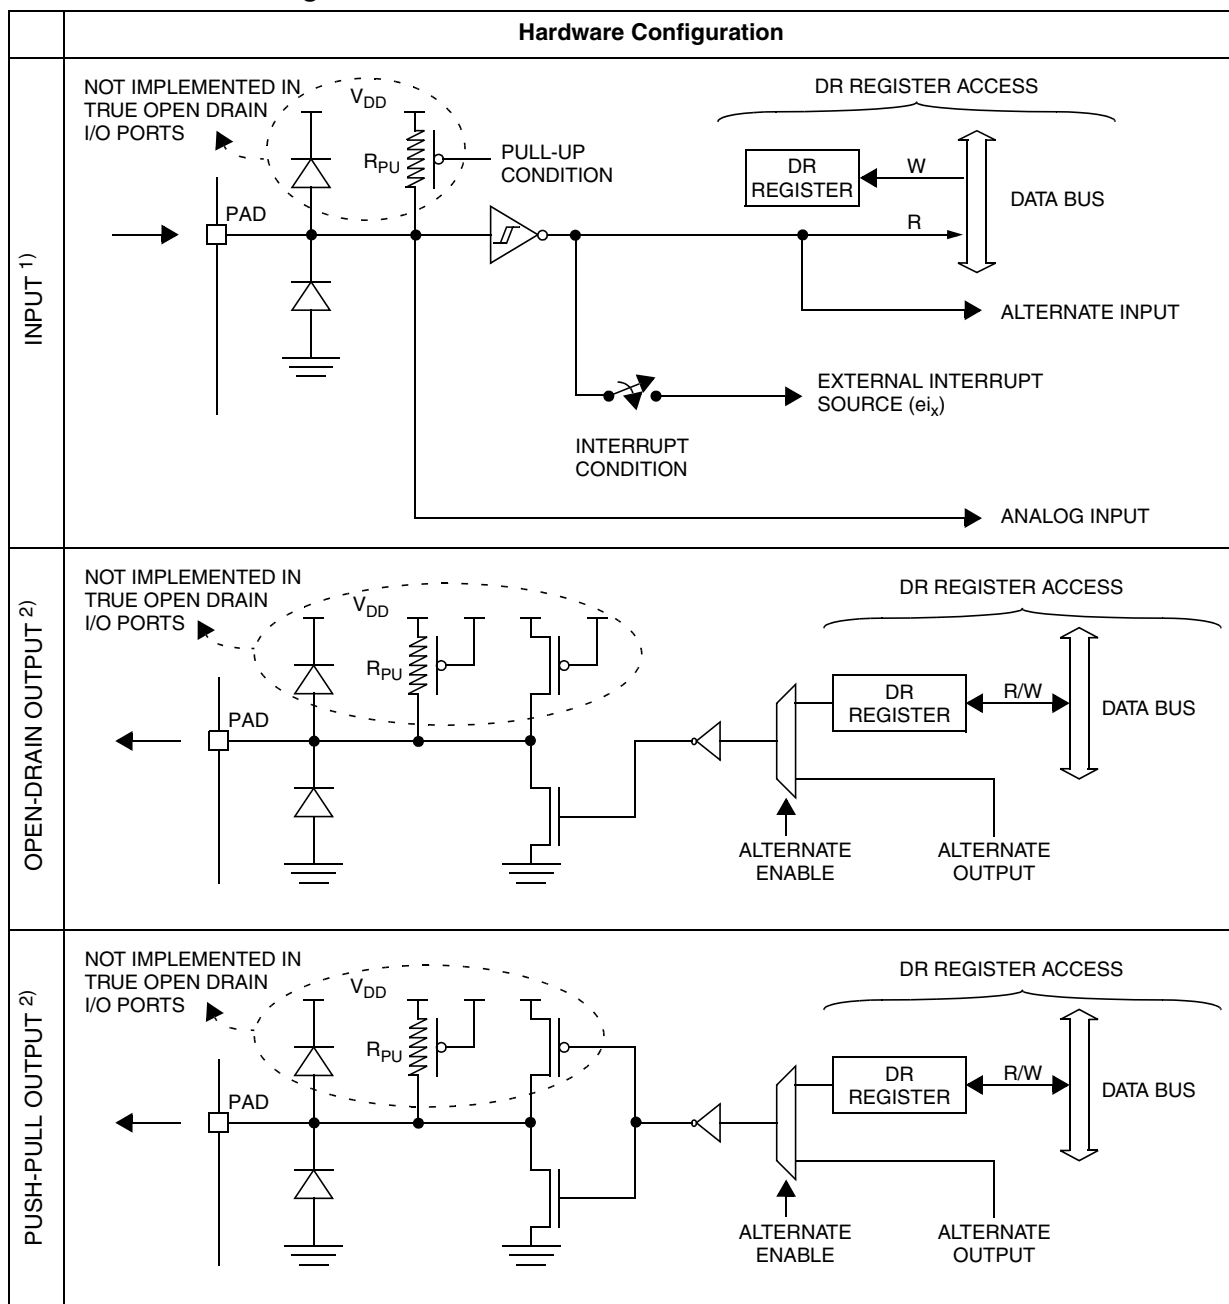 Hardware Configuration
INPUT 1)
NOT IMPLEMENTED IN
TRUE OPEN DRAIN
I/O PORTS
VDD
RPU
PULL-UP
CONDITION
PAD
DR REGISTER ACCESS
DR
REGISTER
W
R
DATA BUS
ALTERNATE INPUT
EXTERNAL INTERRUPT
SOURCE (eix)
INTERRUPT
CONDITION
ANALOG INPUT
OPEN-DRAIN OUTPUT 2)
NOT IMPLEMENTED IN
TRUE OPEN DRAIN
I/O PORTS
VDD
RPU
PAD
DR REGISTER ACCESS
DR
REGISTER
R/W
DATA BUS
ALTERNATE
ENABLE
ALTERNATE
OUTPUT
PUSH-PULL OUTPUT 2)
NOT IMPLEMENTED IN
TRUE OPEN DRAIN
I/O PORTS
VDD
RPU
PAD
DR REGISTER ACCESS
DR
REGISTER
R/W
DATA BUS
ALTERNATE
ENABLE
ALTERNATE
OUTPUT